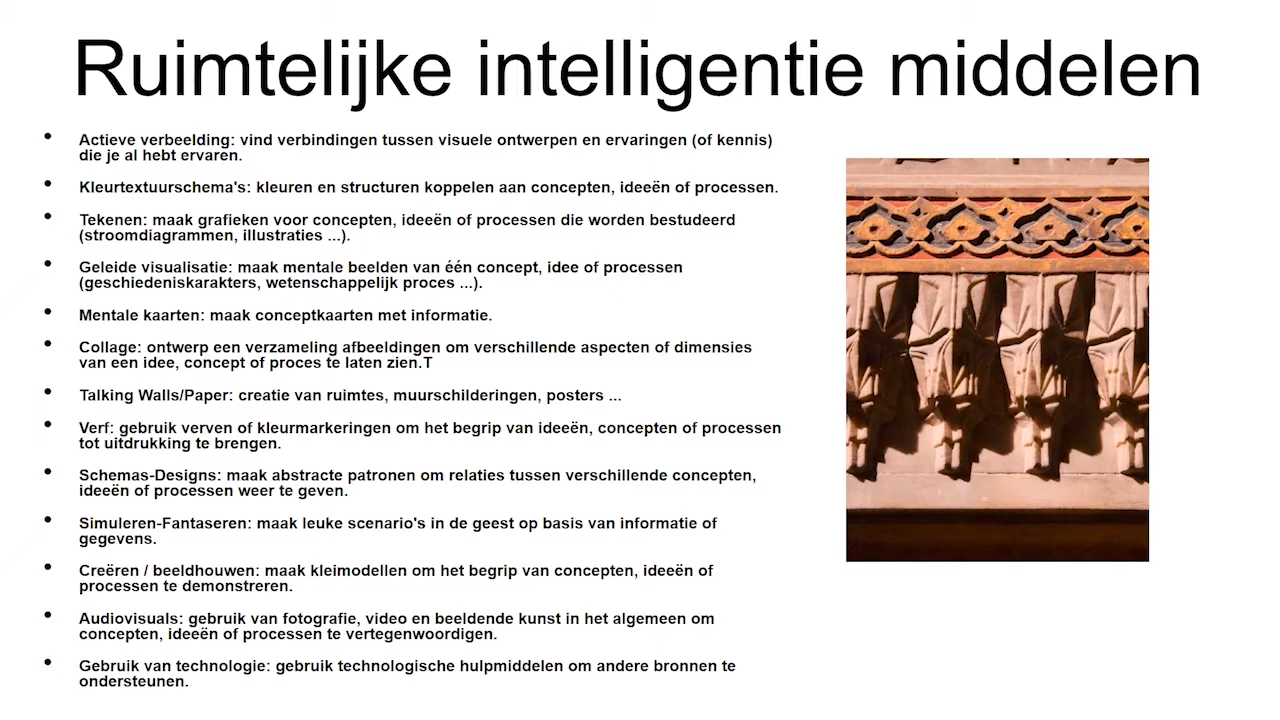 Ruimtelijke intelligentie middelen
• Actieve verbeelding: vind verbindingen tussen visuele ontwerpen en ervaringen (of kennis)
die je al hebt ervaren.
• Kleurtextuurschema's: kleuren en structuren koppelen aan concepten, ideeën of processen.
• Tekenen: maak grafieken voor concepten, ideeën of processen die worden bestudeerd
(stroomdiagrammen, illustraties ...).
• Geleide visualisatie: maak mentale beelden van één concept, idee of processen
(geschiedeniskarakters, wetenschappelijk proces ...).
• Mentale kaarten: maak conceptkaarten met informatie.
• Collage: ontwerp een verzameling afbeeldingen om verschillende aspecten of dimensies
van een idee, concept of proces te laten zien.T
• Talking Walls/Paper: creatie van ruimtes, muurschilderingen, posters ...
• Verf: gebruik verven of kleurmarkeringen om het begrip van ideeën, concepten of processen
tot uitdrukking te brengen.
• Schemas-Designs: maak abstracte patronen om relaties tussen verschillende concepten,
ideeën of processen weer te geven.
• Simuleren-Fantaseren: maak leuke scenario's in de geest op basis van informatie of
gegevens.
• Creëren / beeldhouwen: maak kleimodellen om het begrip van concepten, ideeën of
processen te demonstreren.
• Audiovisuals: gebruik van fotografie, video en beeldende kunst in het algemeen om
concepten, ideeën of processen te vertegenwoordigen.
• Gebruik van technologie: gebruik technologische hulpmiddelen om andere bronnen te
ondersteunen.